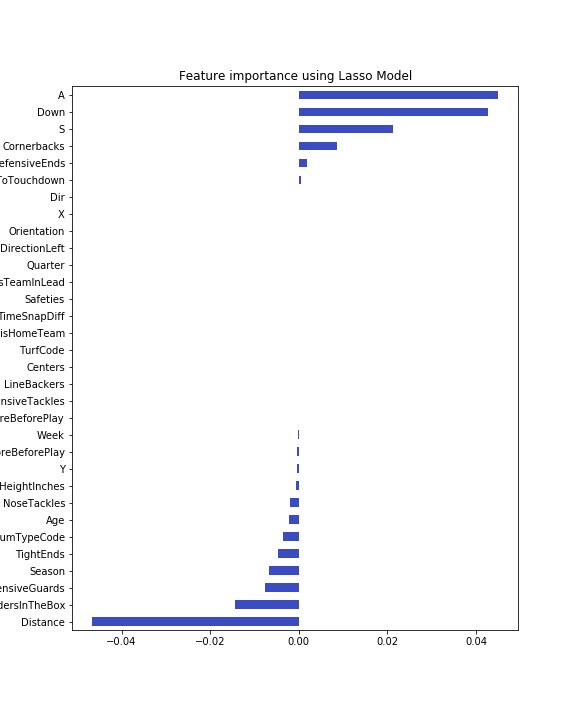 Feature importance using Lasso Model
A
Down
S
Cornerbacks
efensiveEnds
ToTouchdown
Dir
X
Orientation
DirectionLeft
Quarter
sTeamInLead
Safeties
TimeSnapDiff
isHomeTeam
TurfCode
Centers
LineBackers
nsiveTackles
reBeforePlay
Week
oreBeforePlay
Y
HeightInches
NoseTackles
Age
umTypeCode
TightEnds
Season
ensiveGuards
dersInTheBox
Distance
−0.04 −0.02 0.00 0.02 0.04